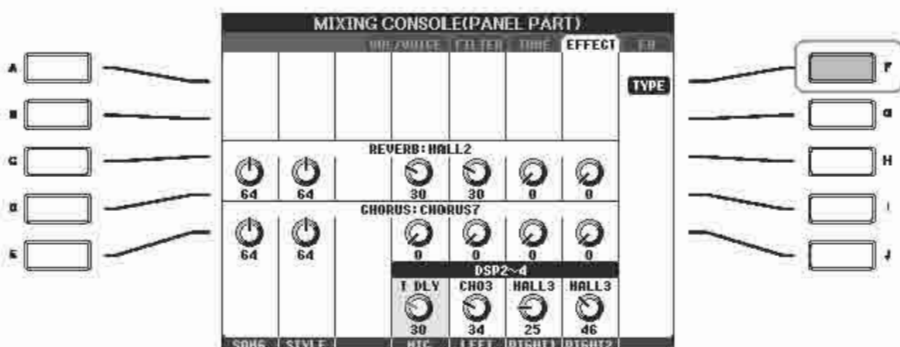 MIXING CONSOLE(PANEL PART)
VOL/VOICE FILTER TUNE EFFECT EQ
A F
B TYPE G
C REVERB:HALL2 H
64 64 30 30 0 0
D CHORUS:CHORUS7 I
E J
64 64 0 0 0 0
DSP2~4
T DLY CHO3 HALL3 HALL3
30 34 25 46
SONG STYLE MIC LEFT RIGHT1 RIGHT2